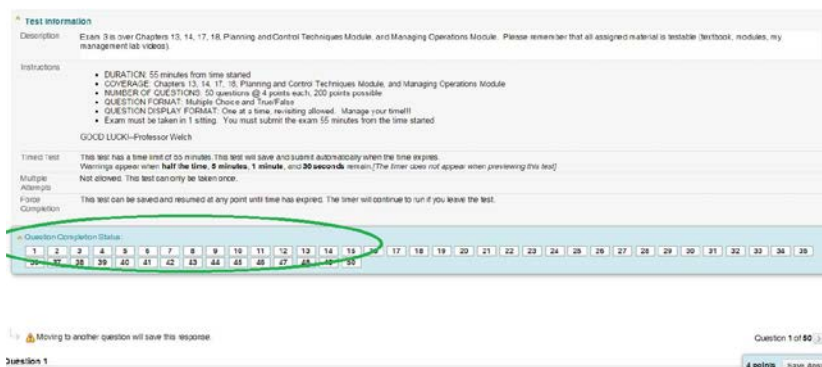 Test Information
Description Exam 3 is over Chapters 13, 14, 17, 18, Planning and Control Techniques Module, and Managing Operations Module. Please remember that all assigned material is testable (textbook, modules, my
management lab videos).
Instructions
• DURATION: 55 minutes from time started
• COVERAGE: Chapters 13, 14, 17, 18, Planning and Control Techniques Module, and Managing Operations Module
• NUMBER OF QUESTIONS: 50 questions @ 4 points each, 200 points possible
• QUESTION FORMAT: Multiple Choice and True/False
• QUESTION DISPLAY FORMAT: One at a time, revisiting allowed. Manage your time!!!
• Exam must be taken in 1 sitting. You must submit the exam 55 minutes from the time started
GOOD LUCK!--Professor Welch
Timed Test This test has a time limit of 55 minutes.This test will save and submit automatically when the time expires.
Warnings appear when half the time, 5 minutes, 1 minute, and 30 seconds remain.[The timer does not appear when previewing this test]
Multiple Not allowed. This test can only be taken once.
Attempts
Force This test can be saved and resumed at any point until time has expired. The timer will continue to run if you leave the test.
Completion
Question Completion Status:
1 2 3 4 5 6 7 8 9 10 11 12 13 14 15 16 17 18 19 20 21 22 23 24 25 26 27 28 29 30 31 32 33 34 35
36 37 38 39 40 41 42 43 44 45 46 47 48 49 50
Moving to another question will save this response.
Question 1 of 50
Question 1
4 points Save Answ